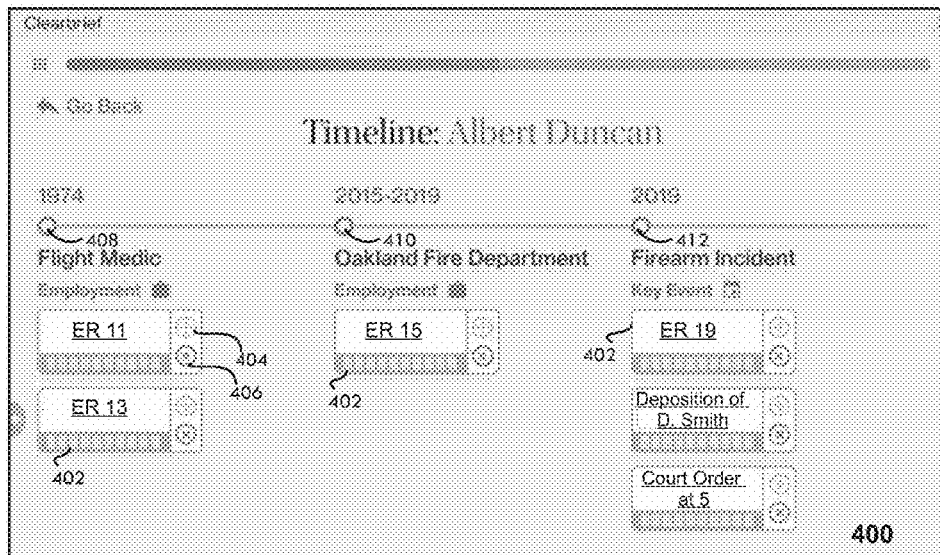 Clearbrief
Go Back
Timeline: Albert Duncan
1974
2015-2019
2019
408
410
412
Flight Medic
Oakland Fire Department
Firearm Incident
Employment
Employment
Key Event
ER 11
404
406
ER 15
402
402
ER 19
ER 13
402
Deposition of
D. Smith
Court Order
at 5
400